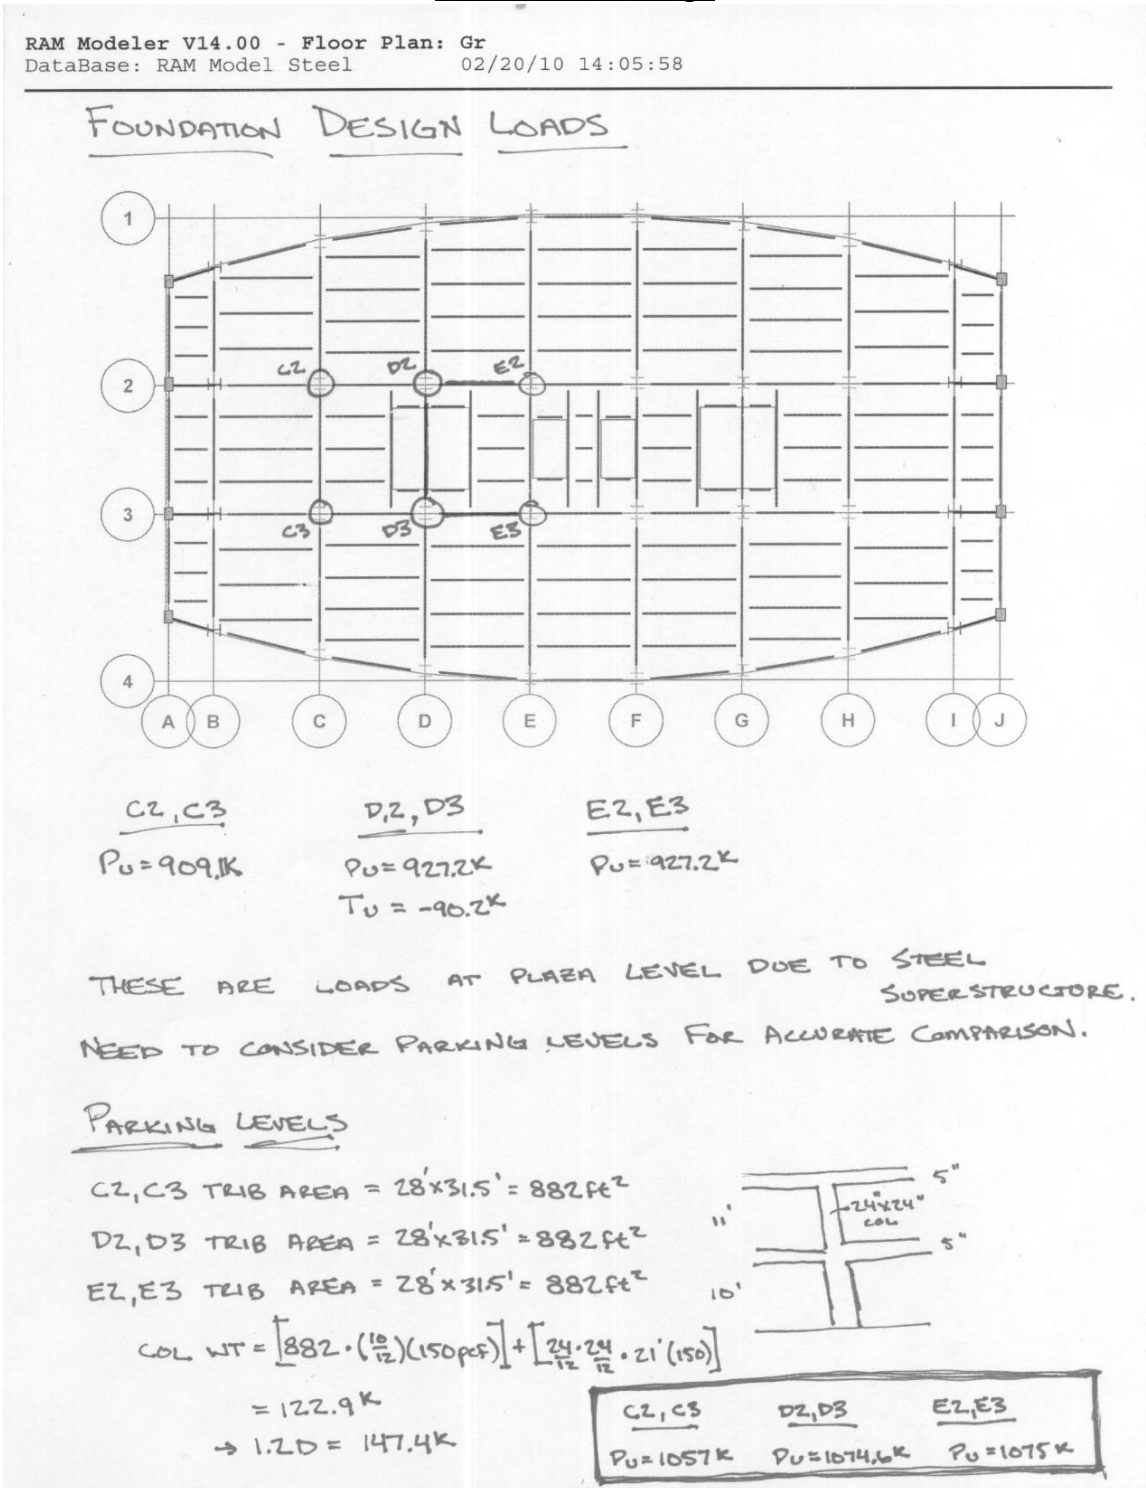 RAM Modeler V14.00 - Floor Plan: Gr
DataBase: RAM Model Steel 02/20/10 14:05:58
FOUNDATION DESIGN LOADS
1
C2 D2 E2
2
3
C3 D3 E3
4
A B C D E F G H I J
C2, C3 D,2, D3 E2, E3
Pu = 909.1K Pu = 927.2K Pu = 927.2K
Tu = -90.2K
THESE ARE LOADS AT PLAZA LEVEL DUE TO STEEL
SUPERSTRUCTURE.
NEED TO CONSIDER PARKING LEVELS FOR ACCURATE COMPARISON.
PARKING LEVELS
C2, C3 TRIB AREA = 28'x31.5' = 882ft²
D2, D3 TRIB AREA = 28'x31.5' = 882ft²
E2, E3 TRIB AREA = 28'x31.5' = 882ft²
5"
24"x24"
COL
11'
5"
10'
COL WT = [882 · (10/12)(150pcf)] + [24/12 · 24/12 · 21'(150)]
= 122.9K
→ 1.2D = 147.4K
C2, C3 D2, D3 E2, E3
Pu = 1057K Pu = 1074.6K Pu = 1075K